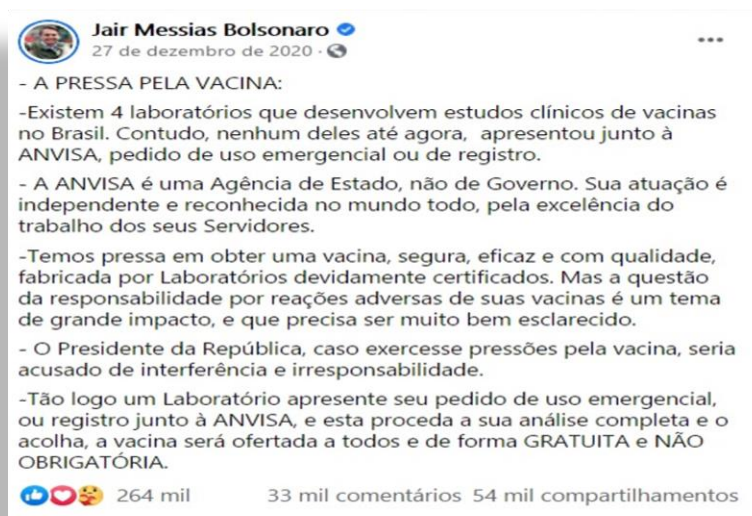 Jair Messias Bolsonaro
27 de dezembro de 2020 ·
- A PRESSA PELA VACINA:
-Existem 4 laboratórios que desenvolvem estudos clínicos de vacinas
no Brasil. Contudo, nenhum deles até agora, apresentou junto à
ANVISA, pedido de uso emergencial ou de registro.
- A ANVISA é uma Agência de Estado, não de Governo. Sua atuação é
independente e reconhecida no mundo todo, pela excelência do
trabalho dos seus Servidores.
-Temos pressa em obter uma vacina, segura, eficaz e com qualidade,
fabricada por Laboratórios devidamente certificados. Mas a questão
da responsabilidade por reações adversas de suas vacinas é um tema
de grande impacto, e que precisa ser muito bem esclarecido.
- O Presidente da República, caso exercesse pressões pela vacina, seria
acusado de interferência e irresponsabilidade.
-Tão logo um Laboratório apresente seu pedido de uso emergencial,
ou registro junto à ANVISA, e esta proceda a sua análise completa e o
acolha, a vacina será ofertada a todos e de forma GRATUITA e NÃO
OBRIGATÓRIA.
264 mil 33 mil comentários 54 mil compartilhamentos